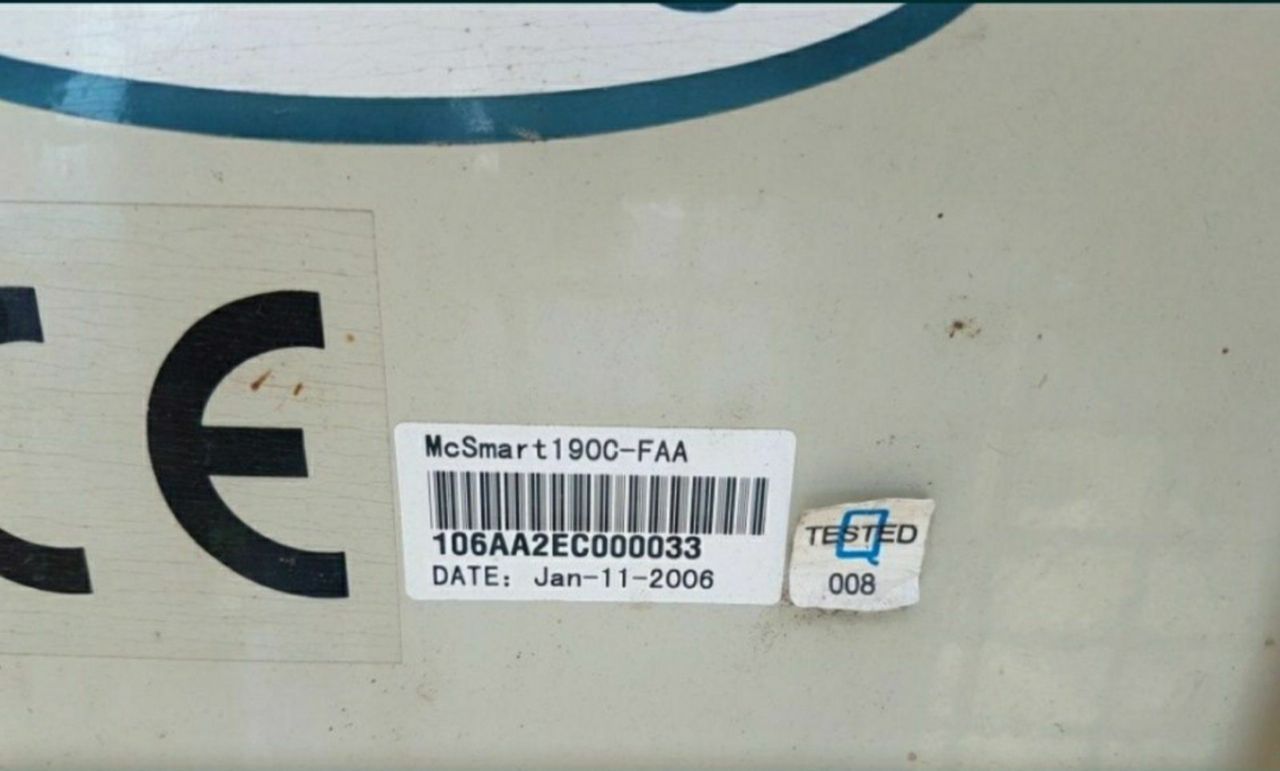 CE
McSmart190C-FAA
106AA2EC000033
DATE: Jan-11-2006
TESTED
008